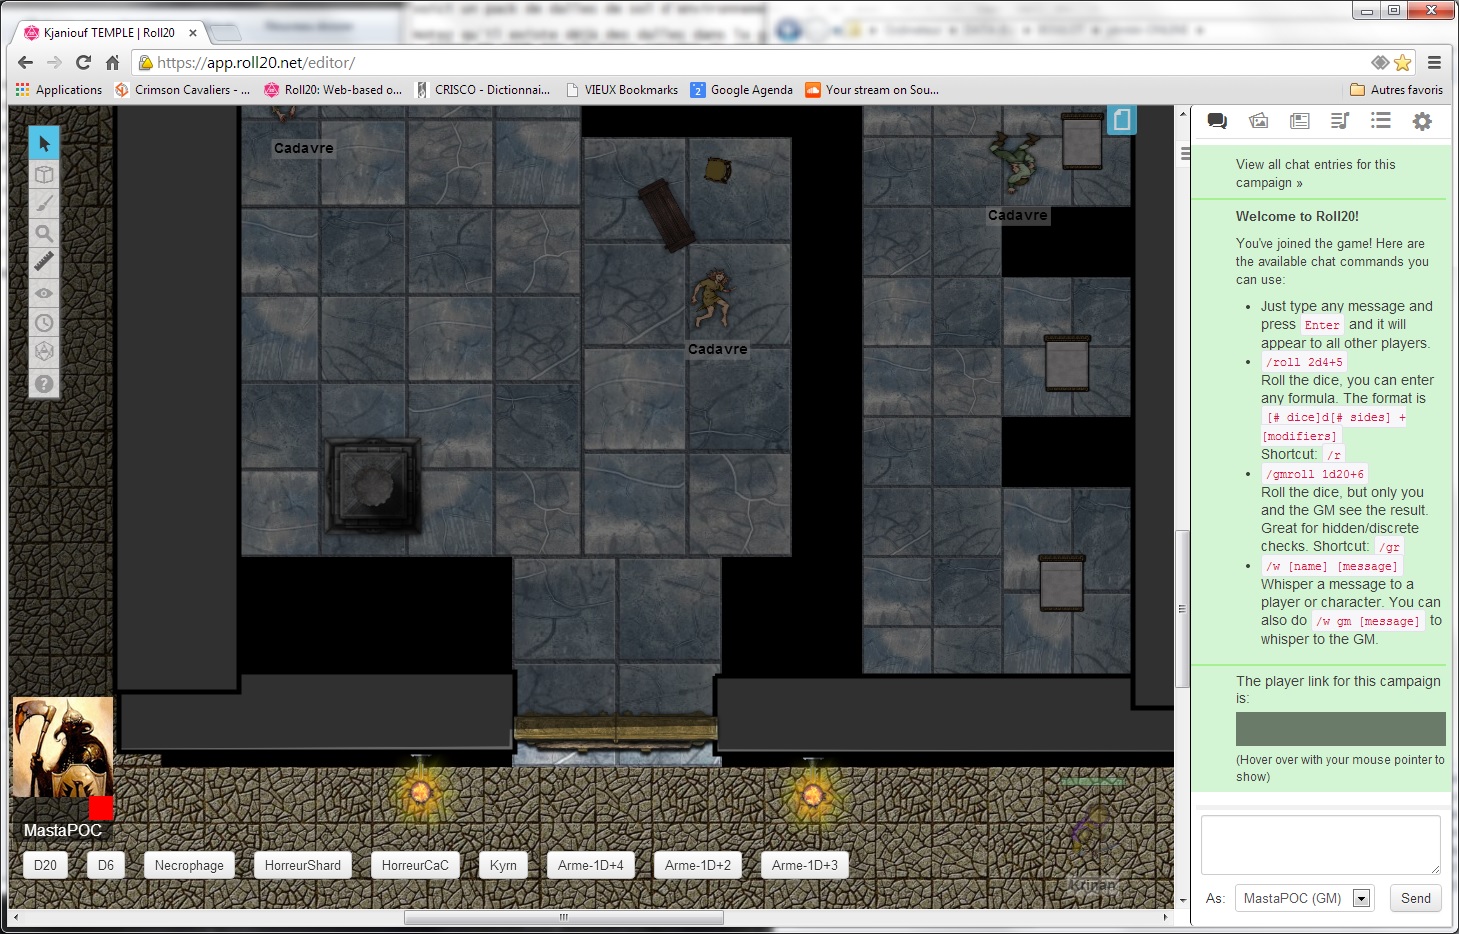 Kjaniouf TEMPLE | Roll20
https://app.roll20.net/editor/
Applications
Crimson Cavaliers - ...
Roll20: Web-based o...
CRISCO - Dictionnai...
VIEUX Bookmarks
Google Agenda
Your stream on Sou...
Autres favoris
Cadavre
Cadavre
Cadavre
View all chat entries for this
campaign »
Welcome to Roll20!
You've joined the game! Here are
the available chat commands you
can use:
• Just type any message and
press Enter and it will
appear to all other players.
• /roll 2d4+5
Roll the dice, you can enter
any formula. The format is
[# dice]d[# sides] +
[modifiers]
Shortcut: /r
• /gmroll 1d20+6
Roll the dice, but only you
and the GM see the result.
Great for hidden/discrete
checks. Shortcut: /gr
• /w [name] [message]
Whisper a message to a
player or character. You can
also do /w gm [message] to
whisper to the GM.
The player link for this campaign
is:
(Hover over with your mouse pointer to
show)
MastaPOC
D20
D6
Necrophage
HorreurShard
HorreurCaC
Kyrn
Arme-1D+4
Arme-1D+2
Arme-1D+3
Krinan
As:
MastaPOC (GM)
Send